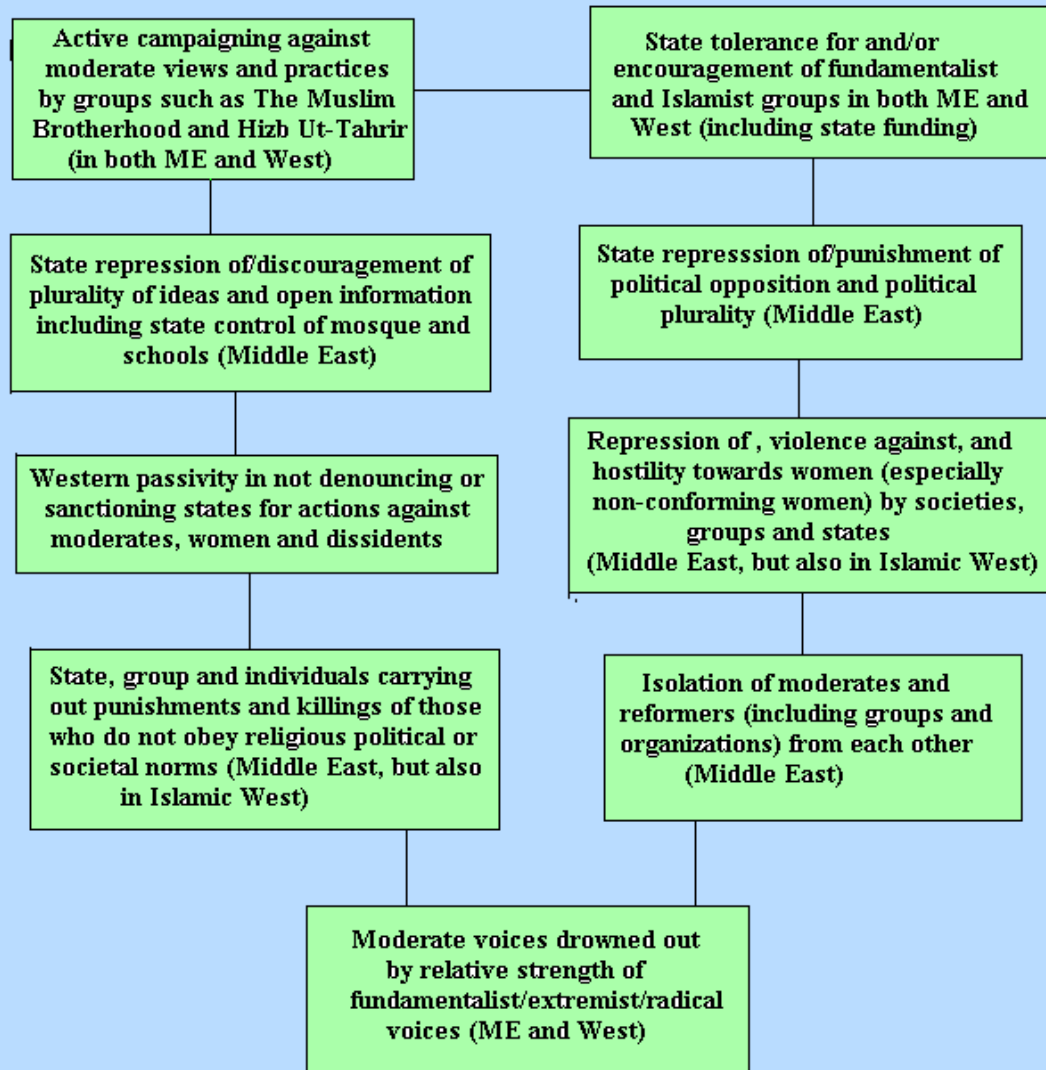 Active campaigning against
moderate views and practices
by groups such as The Muslim
Brotherhood and Hizb Ut-Tahrir
(in both ME and West)
State tolerance for and/or
encouragement of fundamentalist
and Islamist groups in both ME and
West (including state funding)
State repression of/discouragement of
plurality of ideas and open information
including state control of mosque and
schools (Middle East)
State represssion of/punishment of
political opposition and political
plurality (Middle East)
Western passivity in not denouncing or
sanctioning states for actions against
moderates, women and dissidents
Repression of , violence against, and
hostility towards women (especially
non-conforming women) by societies,
groups and states
(Middle East, but also in Islamic West)
State, group and individuals carrying
out punishments and killings of those
who do not obey religious political or
societal norms (Middle East, but also
in Islamic West)
Isolation of moderates and
reformers (including groups and
organizations) from each other
(Middle East)
Moderate voices drowned out
by relative strength of
fundamentalist/extremist/radical
voices (ME and West)